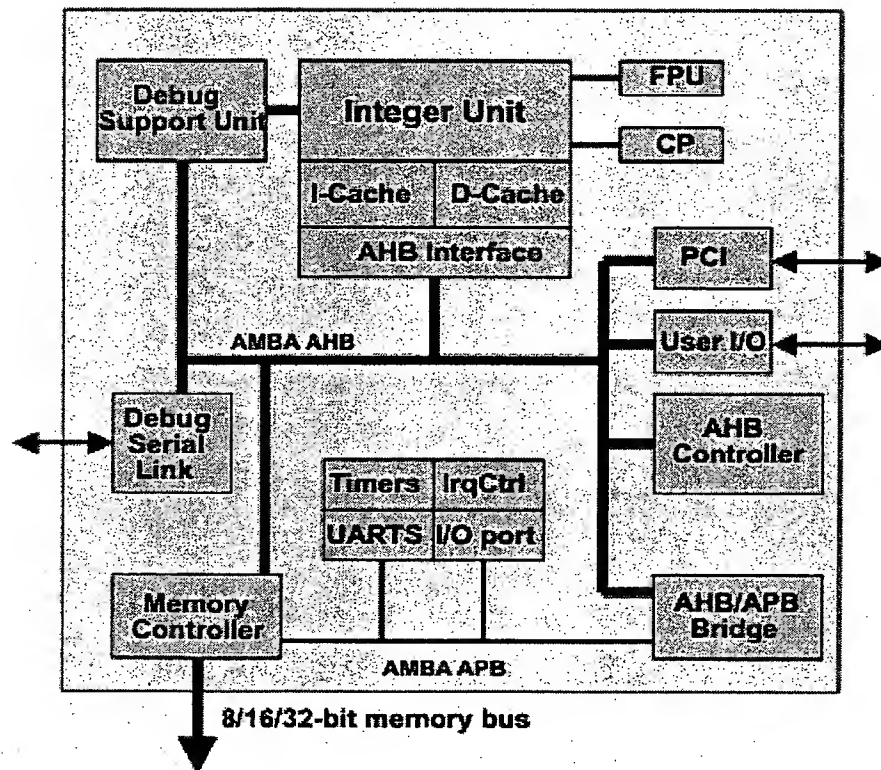 Debug
Support Unit
Integer Unit
FPU
CP
I-Cache
D-Cache
AHB Interface
PCI
User I/O
AMBA AHB
Debug
Serial
Link
AHB
Controller
Timers
IrqCtrl
UARTS
I/O port
Memory
Controller
AHB/APB
Bridge
AMBA APB
8/16/32-bit memory bus